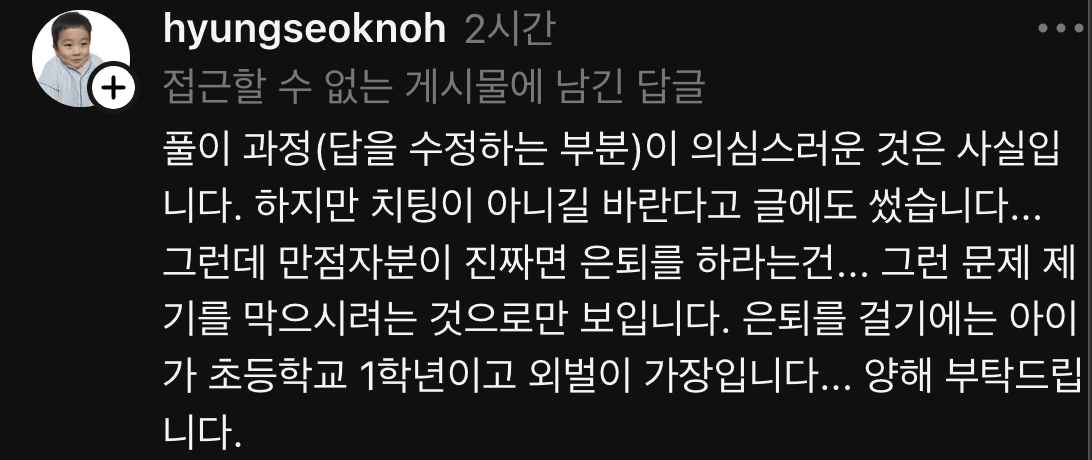 hyungseoknoh 2시간
접근할 수 없는 게시물에 남긴 답글
풀이 과정(답을 수정하는 부분)이 의심스러운 것은 사실입
니다. 하지만 치팅이 아니길 바란다고 글에도 썼습니다...
그런데 만점자분이 진짜면 은퇴를 하라는건... 그런 문제 제
기를 막으시려는 것으로만 보입니다. 은퇴를 걸기에는 아이
가 초등학교 1학년이고 외벌이 가장입니다... 양해 부탁드립
니다.